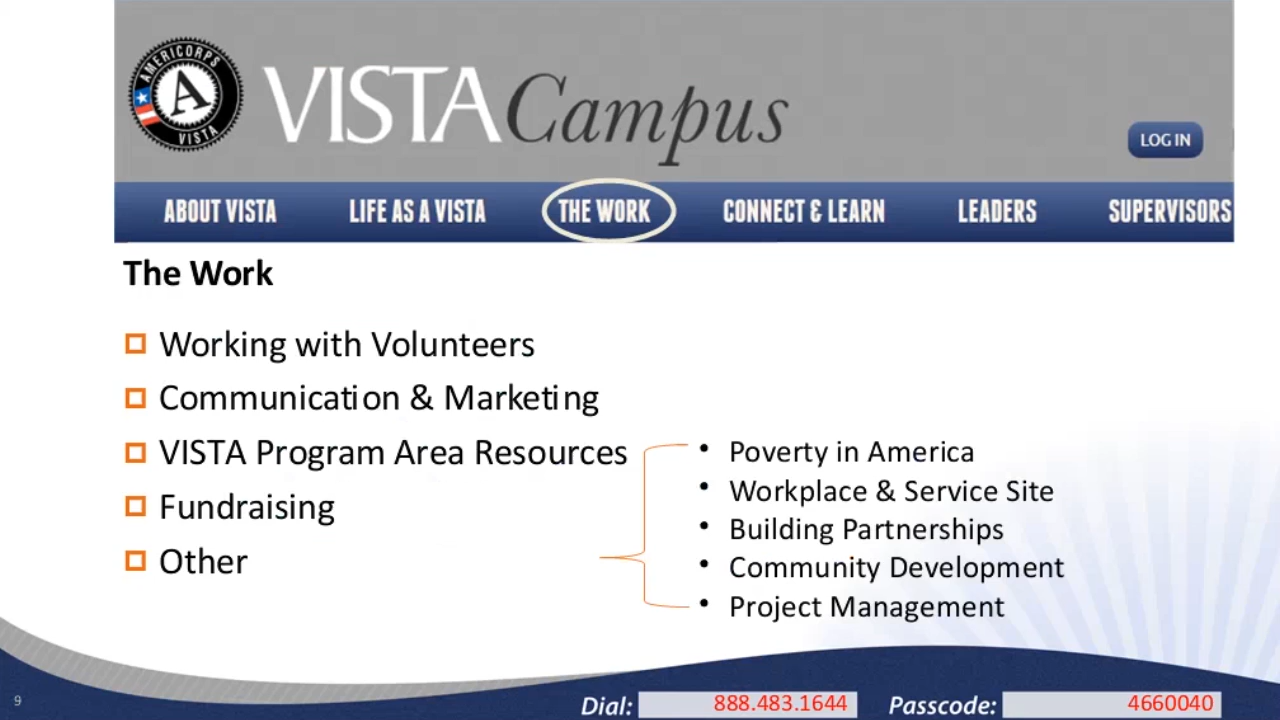 AMERICORPS
A
VISTA
VISTA Campus
LOG IN
ABOUT VISTA LIFE AS A VISTA THE WORK CONNECT & LEARN LEADERS SUPERVISORS
The Work
Working with Volunteers
Communication & Marketing
VISTA Program Area Resources
Fundraising
Other
• Poverty in America
• Workplace & Service Site
• Building Partnerships
• Community Development
• Project Management
9
Dial: 888.483.1644 Passcode: 4660040